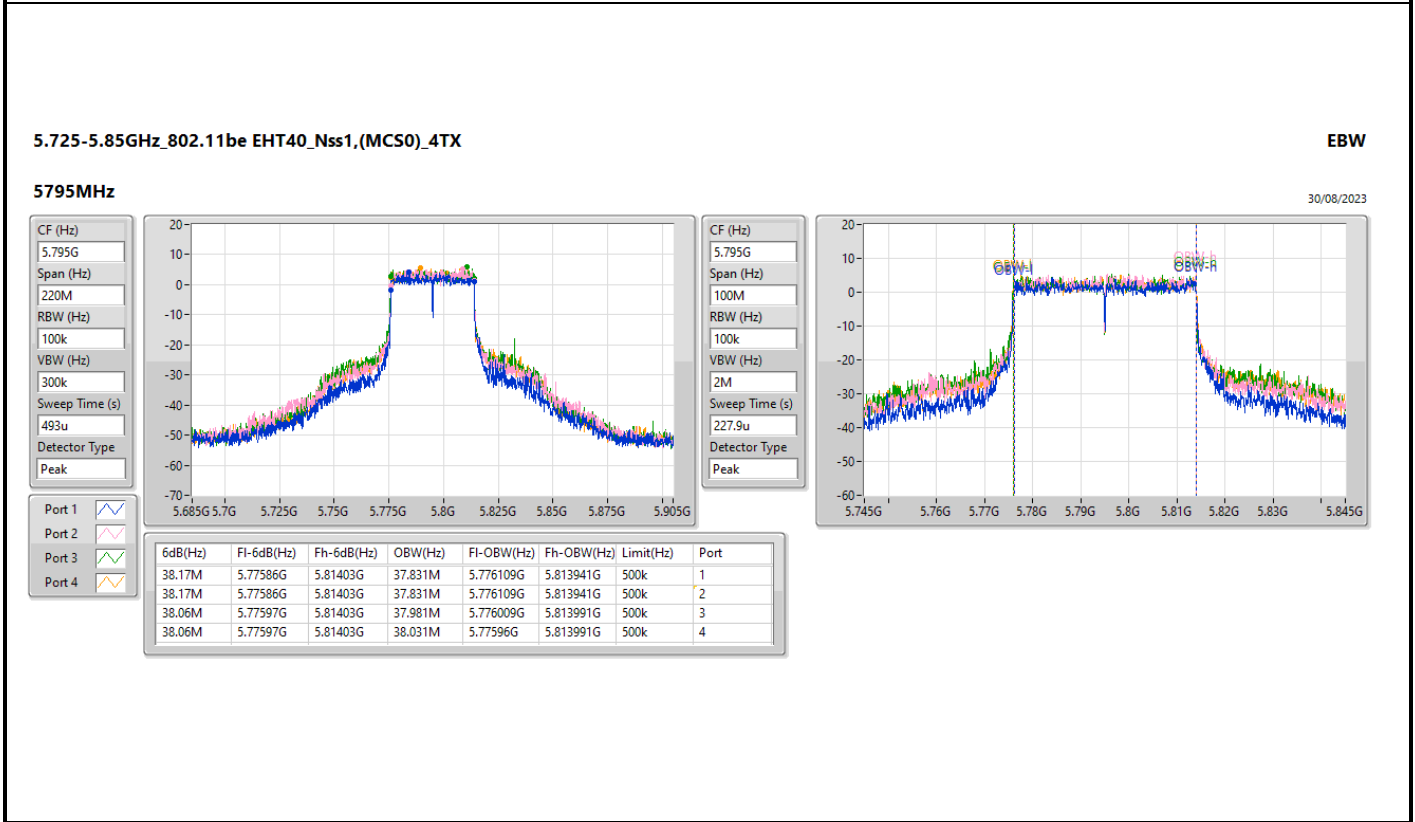 5.725-5.85GHz_802.11be EHT40_Nss1,(MCS0)_4TX
EBW
5795MHz
30/08/2023
CF (Hz)
5.795G
Span (Hz)
220M
RBW (Hz)
100k
VBW (Hz)
300k
Sweep Time (s)
493u
Detector Type
Peak
20
10
0
-10
-20
-30
-40
-50
-60
-70
5.685G 5.7G 5.725G 5.75G 5.775G 5.8G 5.825G 5.85G 5.875G 5.905G
CF (Hz)
5.795G
Span (Hz)
100M
RBW (Hz)
100k
VBW (Hz)
2M
Sweep Time (s)
227.9u
Detector Type
Peak
20
10
0
-10
-20
-30
-40
-50
-60
OBW-l
OBW-h
5.745G 5.76G 5.77G 5.78G 5.79G 5.8G 5.81G 5.82G 5.83G 5.845G
Port 1
Port 2
Port 3
Port 4
6dB(Hz) Fl-6dB(Hz) Fh-6dB(Hz) OBW(Hz) Fl-OBW(Hz) Fh-OBW(Hz) Limit(Hz) Port
38.17M 5.77586G 5.81403G 37.831M 5.776109G 5.813941G 500k 1
38.17M 5.77586G 5.81403G 37.831M 5.776109G 5.813941G 500k 2
38.06M 5.77597G 5.81403G 37.981M 5.776009G 5.813991G 500k 3
38.06M 5.77597G 5.81403G 38.031M 5.77596G 5.813991G 500k 4